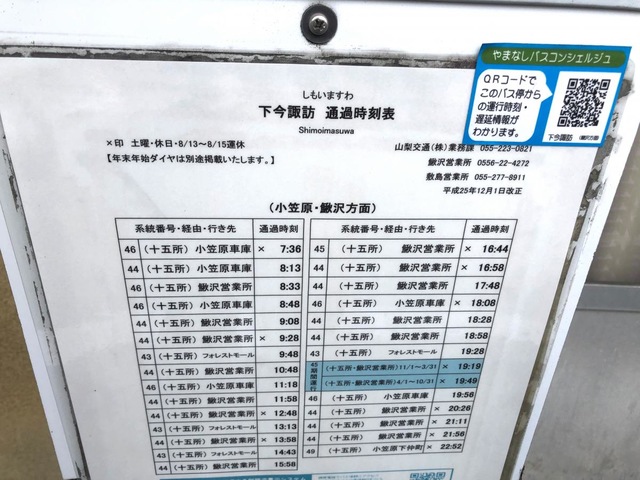 やまなしバスコンシェルジュ
QRコードで
このバス停から
の運行時刻・
遅延情報が
わかります。
下今諏訪
しもいますわ
下今諏訪 通過時刻表
Shimoimasuwa
×印 土曜・休日・8/13～8/15運休
【年末年始ダイヤは別途掲載いたします。】
山梨交通(株)業務課 055-223-0821
鰍沢営業所 0556-22-4272
敷島営業所 055-277-8911
平成25年12月1日改正
(小笠原・鰍沢方面)
系統番号・経由・行き先 通過時刻
46 (十五所) 小笠原車庫 × 7:36
44 (十五所) 小笠原車庫 8:13
46 (十五所) 鰍沢営業所 8:33
46 (十五所) 小笠原車庫 8:48
44 (十五所) 鰍沢営業所 9:08
44 (十五所) 鰍沢営業所 × 9:28
43 (十五所) フォレストモール 9:48
44 (十五所) 鰍沢営業所 10:48
46 (十五所) 小笠原車庫 11:18
44 (十五所) 鰍沢営業所 11:58
44 (十五所) 鰍沢営業所 × 12:48
43 (十五所) フォレストモール 13:13
44 (十五所) 鰍沢営業所 × 13:58
43 (十五所) フォレストモール 14:43
44 (十五所) 鰍沢営業所 15:58
系統番号・経由・行き先 通過時刻
45 (十五所) 鰍沢営業所 × 16:44
44 (十五所) 鰍沢営業所 × 16:58
44 (十五所) 鰍沢営業所 17:48
46 (十五所) 小笠原車庫 × 18:08
44 (十五所) 鰍沢営業所 18:28
44 (十五所) 鰍沢営業所 18:58
43 (十五所) フォレストモール 19:28
45 期間運行
(十五所・鰍沢営業所) 11/1～3/31 × 19:19
(十五所・鰍沢営業所) 4/1～10/31 × 19:49
46 (十五所) 小笠原車庫 19:58
44 (十五所) 鰍沢営業所 × 20:26
44 (十五所) 鰍沢営業所 × 21:11
44 (十五所) 鰍沢営業所 × 21:56
49 (十五所) 小笠原下仲町 × 22:52